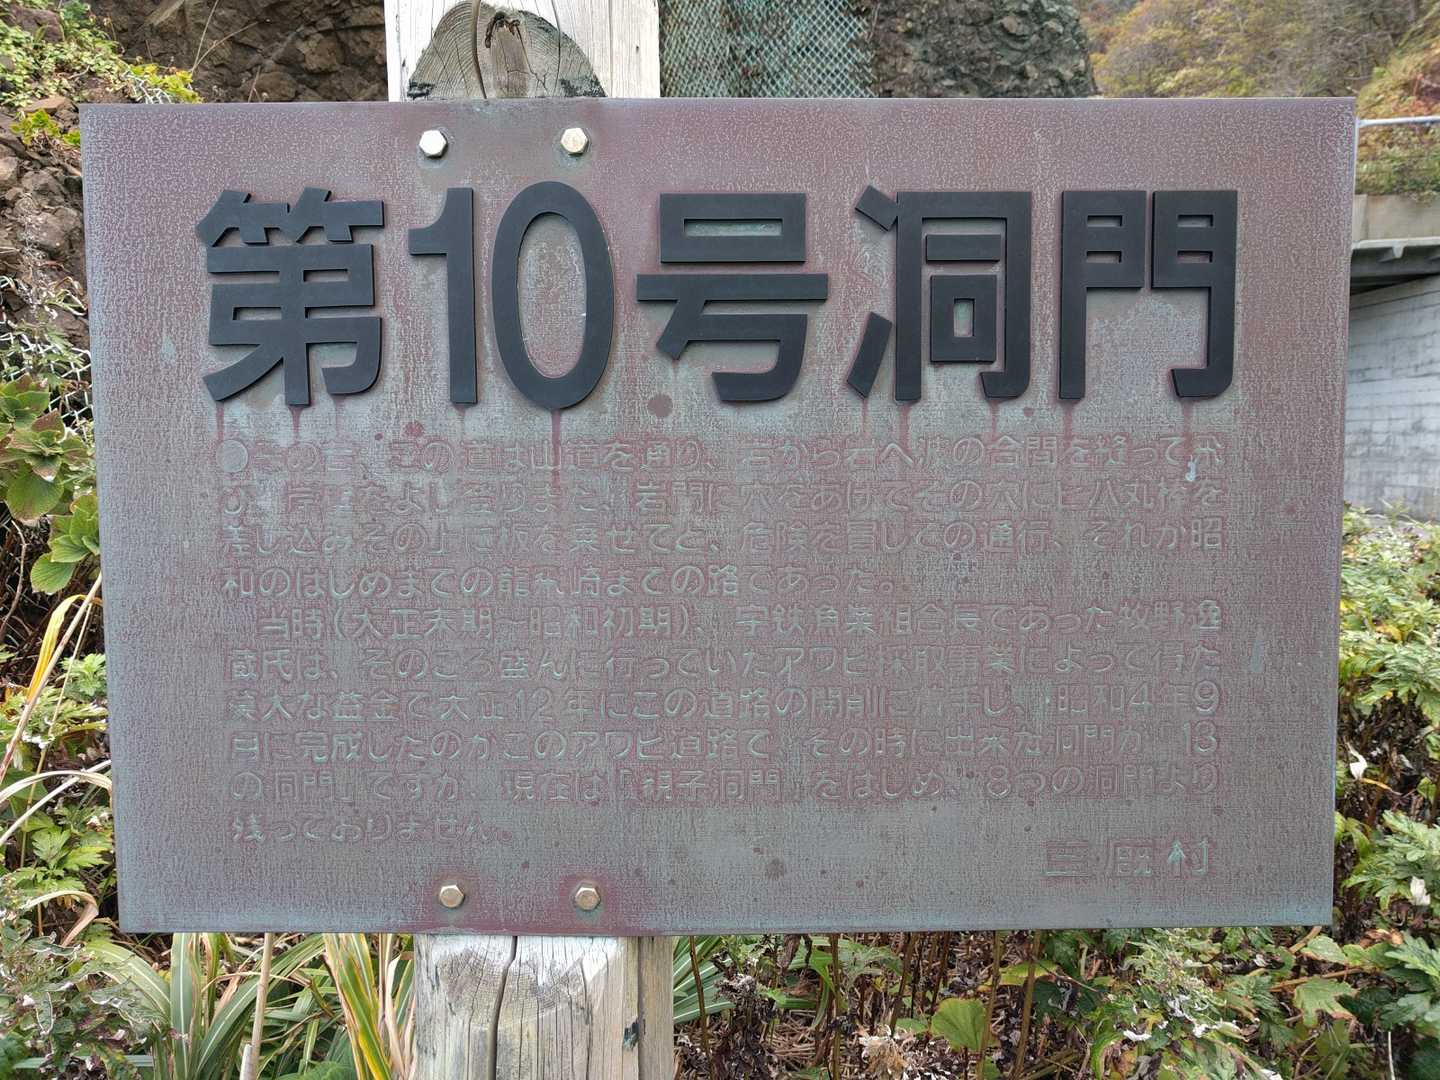 第10号洞門
●その昔、この道は山道を通り、岩から岩へ波の合間を縫って飛
び、岸壁をよじ登りまた、岩門に穴をあけてその穴にヒバ丸棒を
差し込みその上に板を乗せてと、危険を冒しての通行、それが昭
和のはじめまでの龍飛崎までの路であった。
当時(大正末期～昭和初期)、宇鉄漁業組合長であった牧野逢
蔵氏は、そのころ盛んに行っていたアワビ採取事業によって得た
莫大な益金で大正12年にこの道路の開削に着手し、昭和4年9
月に完成したのがこのアワビ道路で、その時に出来た洞門が「13
の洞門」ですが、現在は「穇子洞門」をはじめ、8つの洞門より
残っておりません。
三厩村